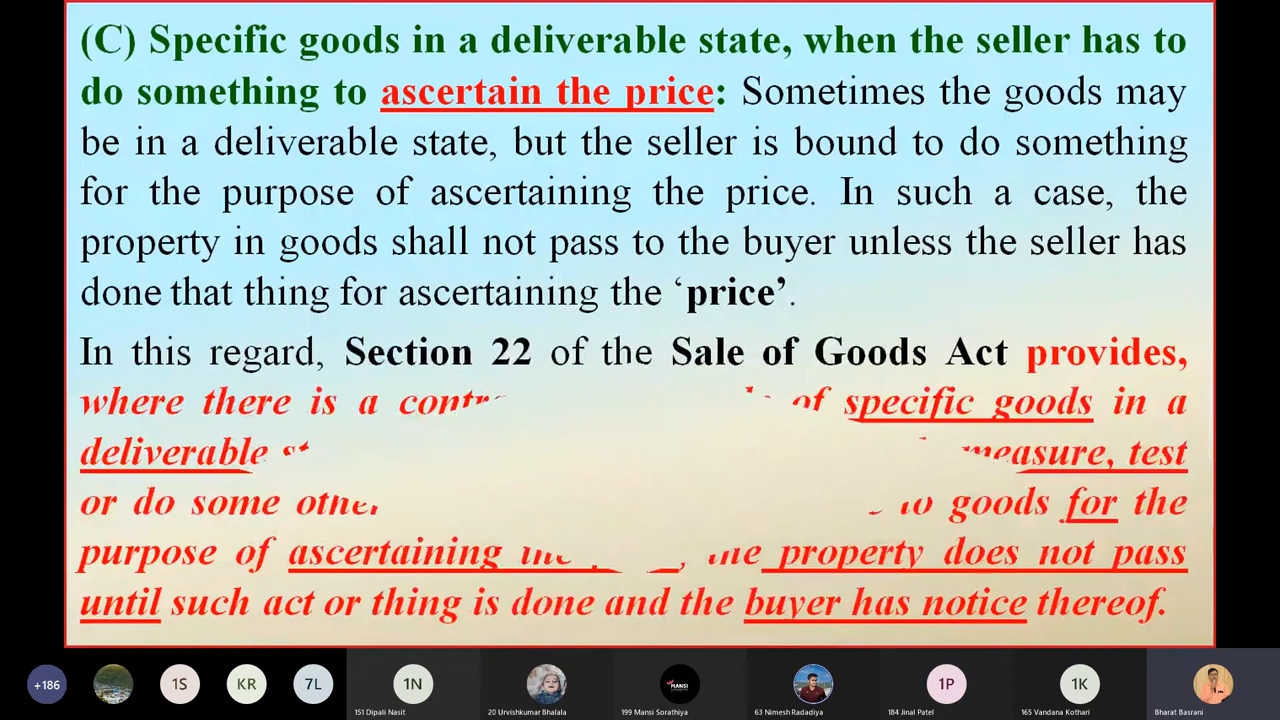 (C) Specific goods in a deliverable state, when the seller has to
do something to ascertain the price: Sometimes the goods may
be in a deliverable state, but the seller is bound to do something
for the purpose of ascertaining the price. In such a case, the
property in goods shall not pass to the buyer unless the seller has
done that thing for ascertaining the ‘price’.
In this regard, Section 22 of the Sale of Goods Act provides,
where there is a of specific goods in a
deliverable measure, test
or do some goods for the
purpose of ascertaining the property does not pass
until such act or thing is done and the buyer has notice thereof.
+186 1S KR 7L 1N 1P 1K
MANSI
151 Dipali Nasit 20 Urvishkumar Bhalala 199 Mansi Sorathiya 63 Nimesh Radadiya 184 Jinal Patel 165 Vandana Kothari Bharat Basrani